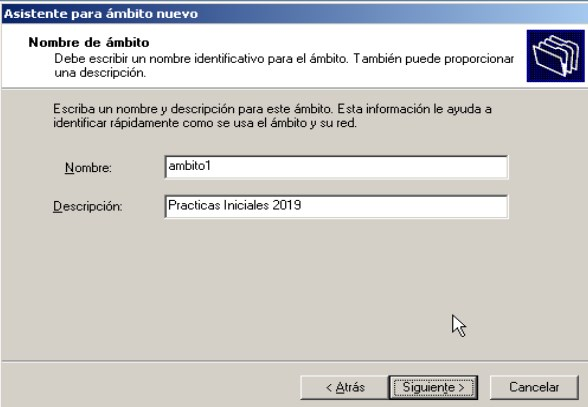 Asistente para ámbito nuevo
Nombre de ámbito
Debe escribir un nombre identificativo para el ámbito. También puede proporcionar
una descripción.
Escriba un nombre y descripción para este ámbito. Esta información le ayuda a
identificar rápidamente como se usa el ámbito y su red.
Nombre: ambito1
Descripción: Practicas Iniciales 2019
< Atrás Siguiente > Cancelar